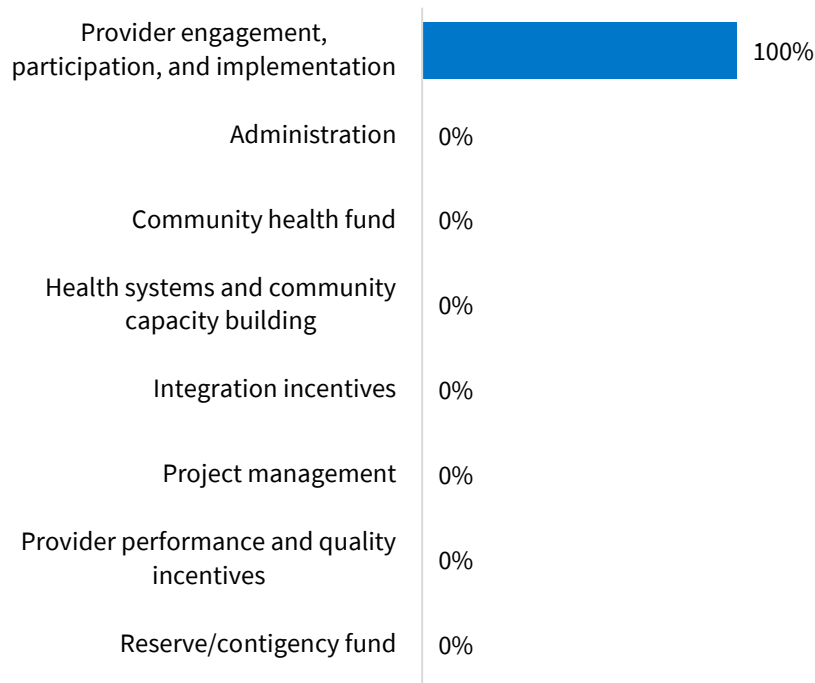 Provider engagement,
participation, and implementation
100%
Administration
0%
Community health fund
0%
Health systems and community
capacity building
0%
Integration incentives
0%
Project management
0%
Provider performance and quality
incentives
0%
Reserve/contigency fund
0%